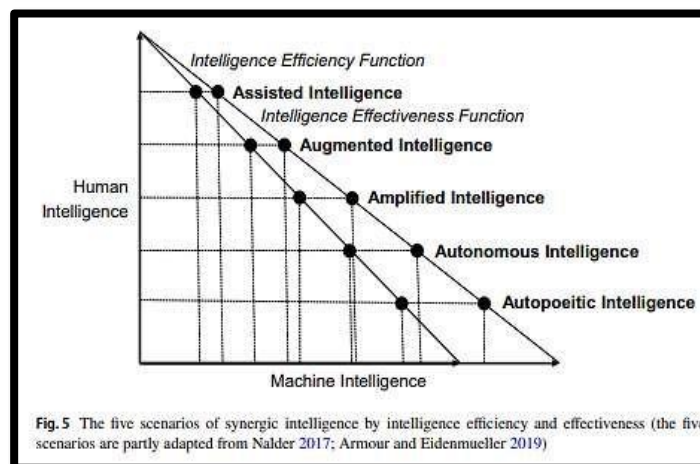 Intelligence Efficiency Function
Assisted Intelligence
Intelligence Effectiveness Function
Augmented Intelligence
Human
Intelligence
Amplified Intelligence
Autonomous Intelligence
Autopoeitic Intelligence
Machine Intelligence
Fig. 5 The five scenarios of synergic intelligence by intelligence efficiency and effectiveness (the five
scenarios are partly adapted from Nalder 2017; Armour and Eidenmueller 2019)